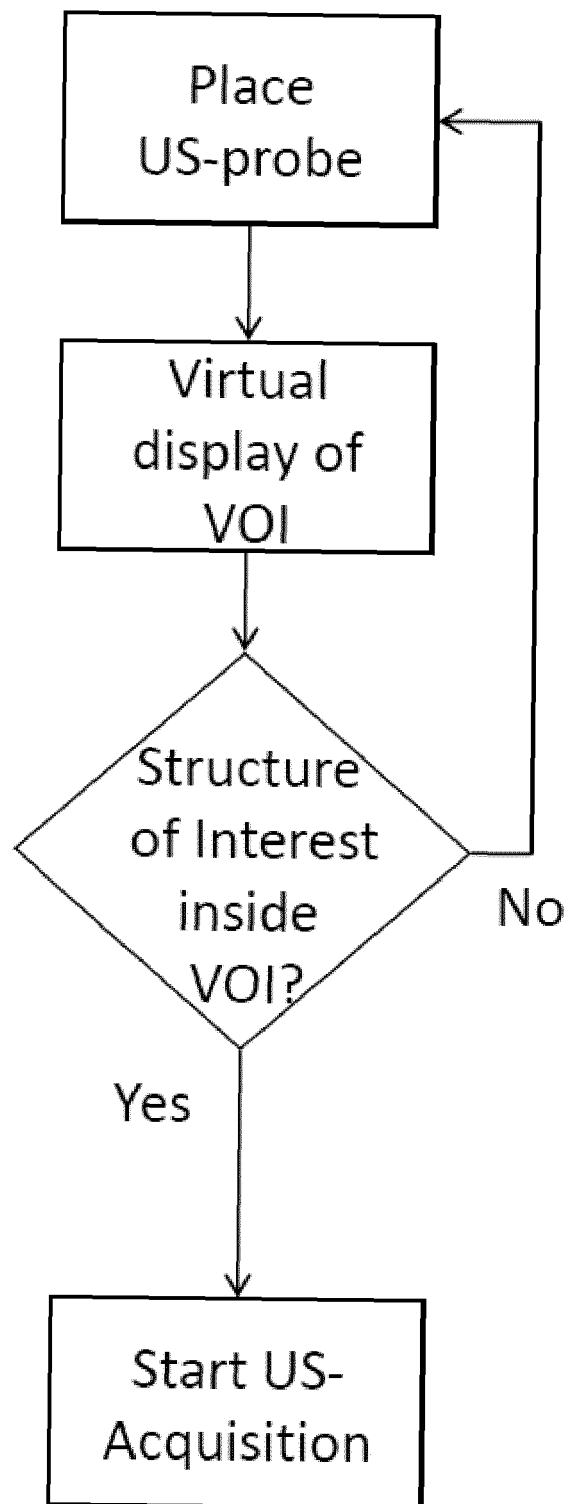 Place
US-probe
Virtual
display of
VOI
Structure
of Interest
inside
VOI?
No
Yes
Start US-
Acquisition